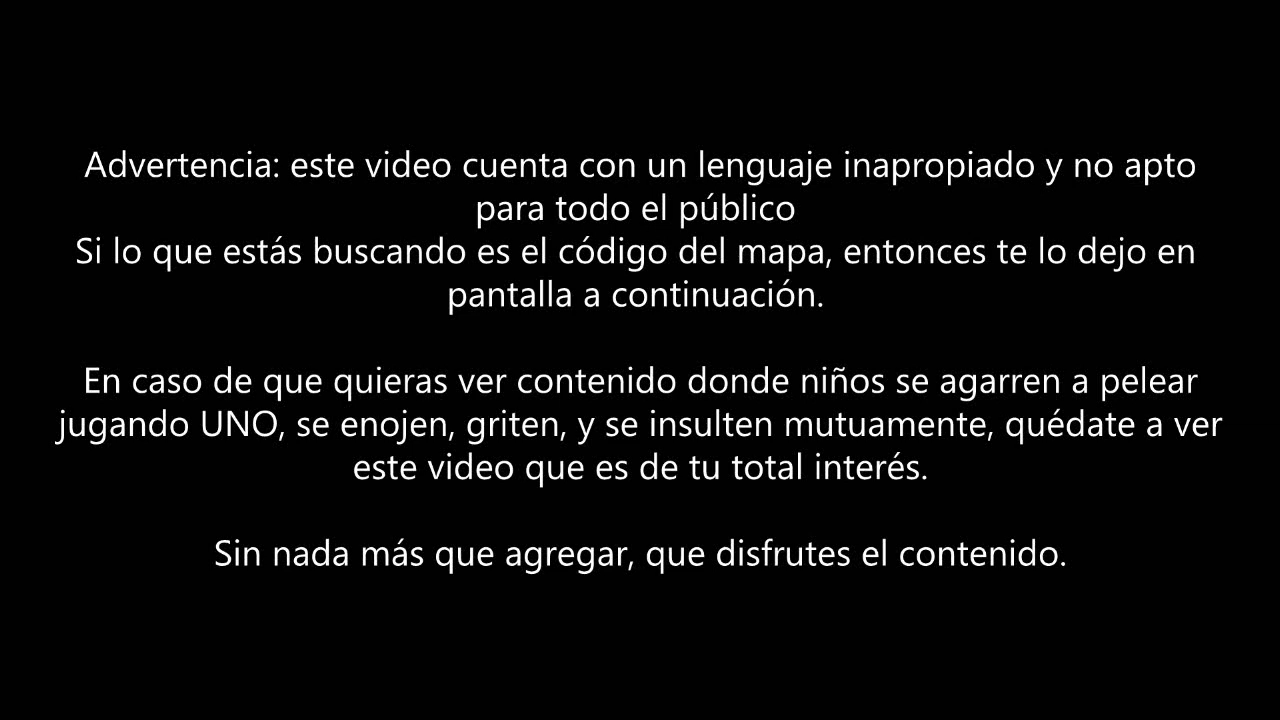 Advertencia: este video cuenta con un lenguaje inapropiado y no apto
para todo el público
Si lo que estás buscando es el código del mapa, entonces te lo dejo en
pantalla a continuación.
En caso de que quieras ver contenido donde niños se agarren a pelear
jugando UNO, se enojen, griten, y se insulten mutuamente, quédate a ver
este video que es de tu total interés.
Sin nada más que agregar, que disfrutes el contenido.